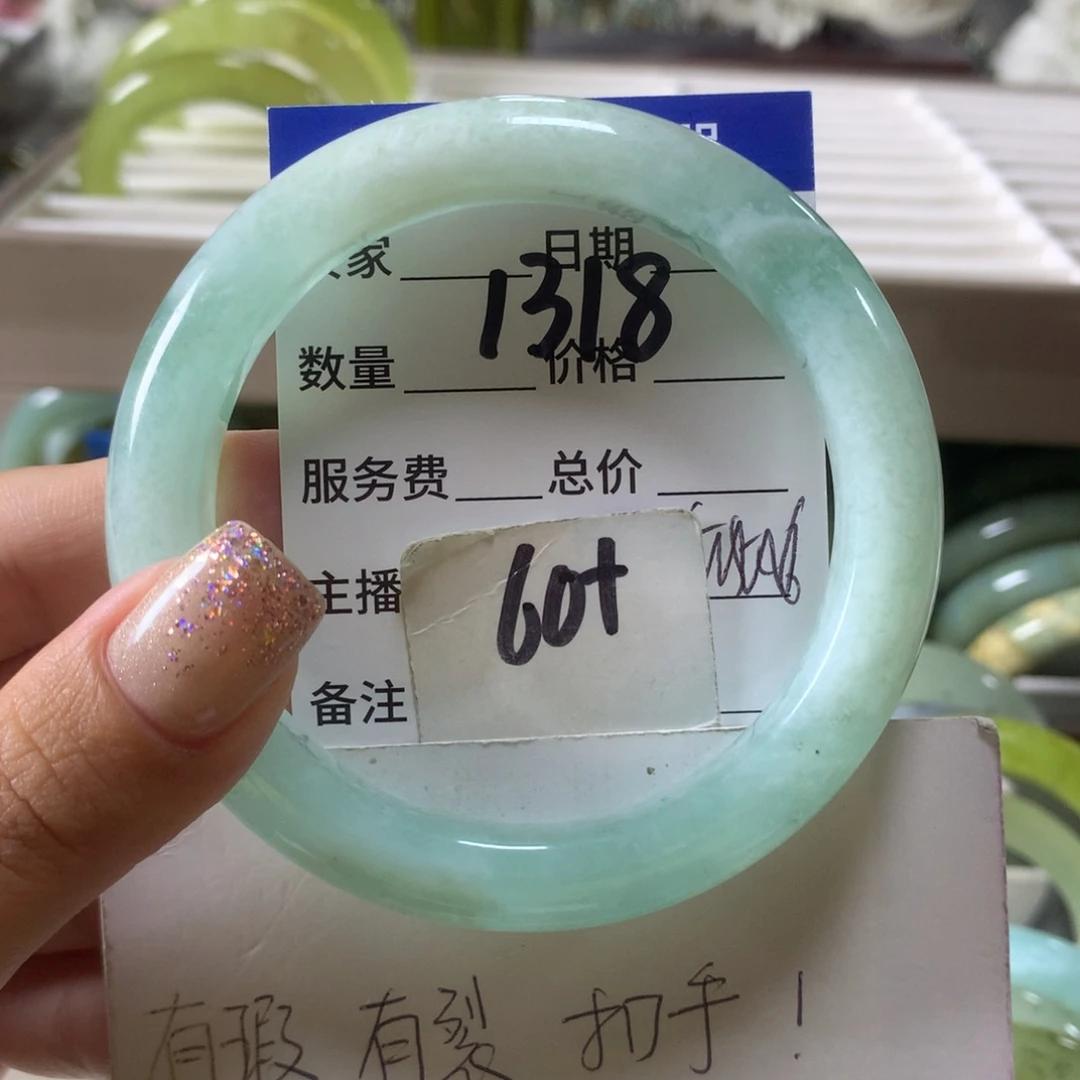 家 日期
1318
数量 价格
服务费 总价
主播
60+
备注
有瑕 有裂 扣手！